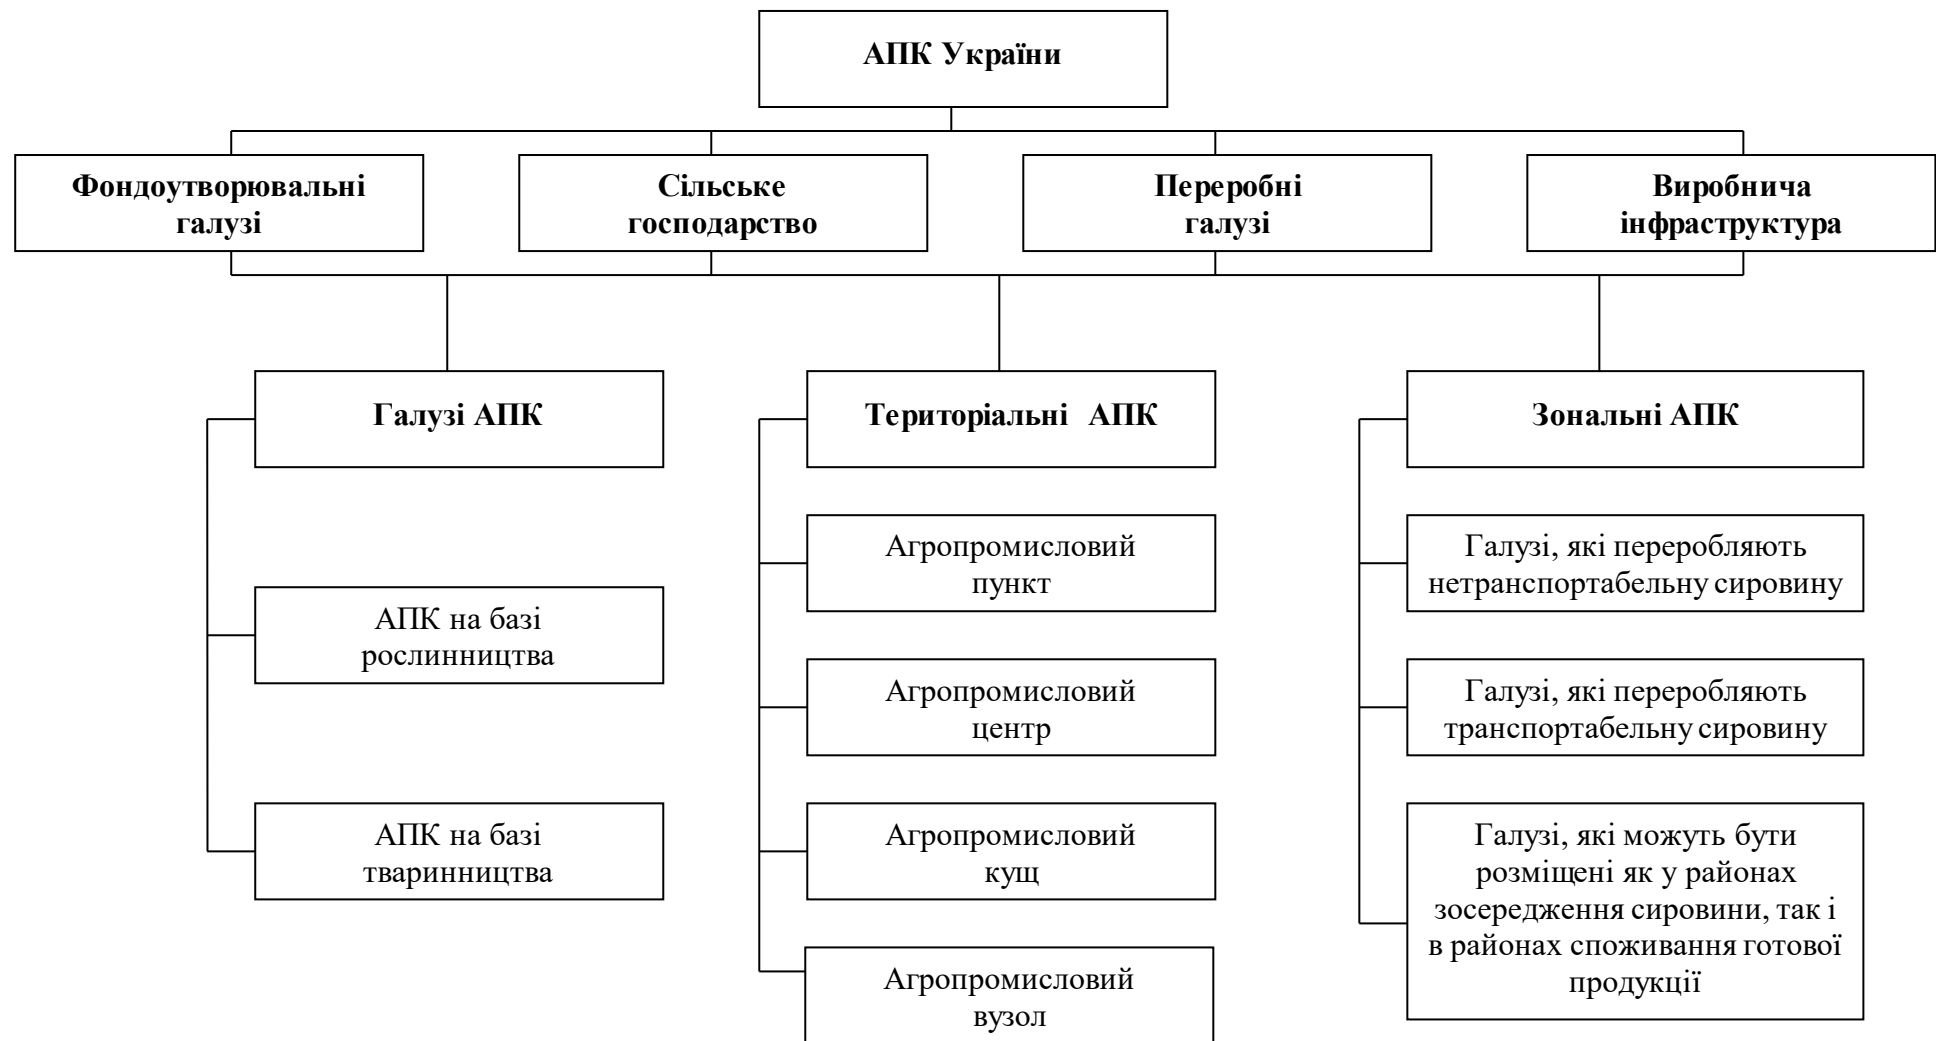 АПК України
Фондоутворювальні
галузі
Сільське
господарство
Переробні
галузі
Виробнича
інфраструктура
Галузі АПК
АПК на базі
рослинництва
АПК на базі
тваринництва
Територіальні АПК
Агропромисловий
пункт
Агропромисловий
центр
Агропромисловий
кущ
Агропромисловий
вузол
Зональні АПК
Галузі, які переробляють
нетранспортабельну сировину
Галузі, які переробляють
транспортабельну сировину
Галузі, які можуть бути
розміщені як у районах
зосередження сировини, так і
в районах споживання готової
продукції